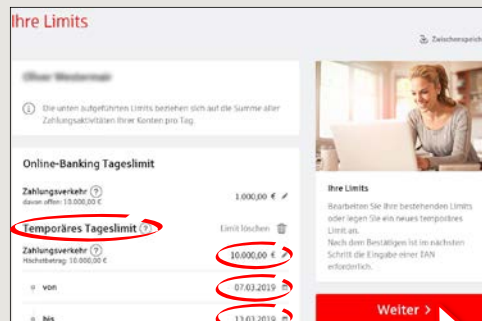 Ihre Limits
Zwischenspeich
Die unten aufgeführten Limits beziehen sich auf die Summe aller
Zahlungsaktivitäten Ihrer Konten pro Tag.
Online-Banking Tageslimit
Zahlungsverkehr ?
davon offen: 10.000,00 €
1.000,00 €
Temporäres Tageslimit ?
Limit löschen
Zahlungsverkehr ?
Höchstbetrag: 10.000,00 €
10.000,00 €
von
07.03.2019
bis
13.03.2019
Ihre Limits
Bearbeiten Sie Ihre bestehenden Limits
oder legen Sie ein neues temporäres
Limit an.
Nach dem Bestätigen ist im nächsten
Schritt die Eingabe einer TAN
erforderlich.
Weiter >